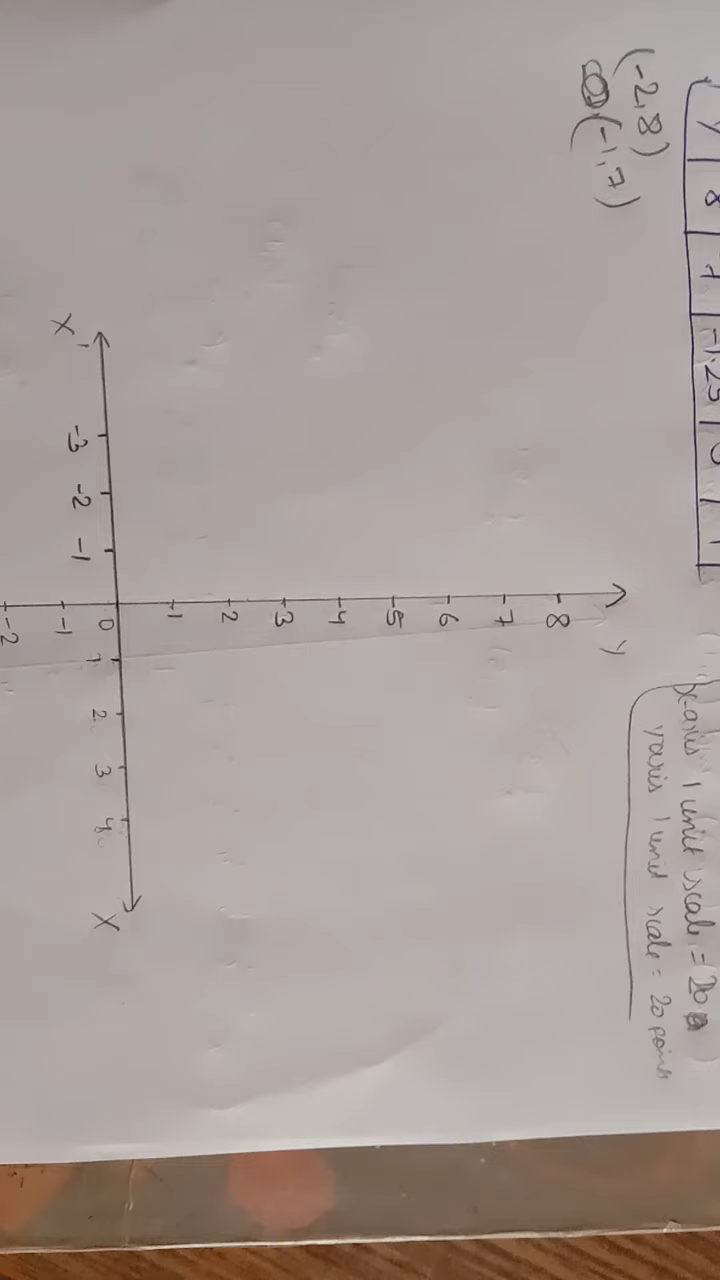 y 8 7 -1.25 0
x-axis 1 unit scale = 20
(-2,8)
y axis 1 unit scale = 20 points
(-1,7)
Y
8
7
6
5
4
3
2
1
X' -3 -2 -1 0 1 2 3 4 X
-1
-2